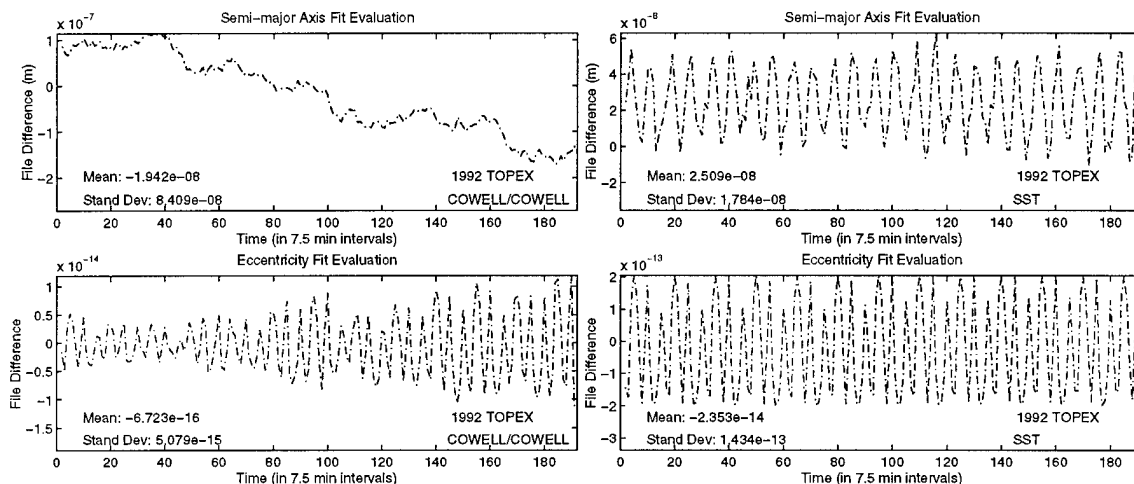 Semi-major Axis Fit Evaluation
x 10^-7
File Difference (m)
1
0
-1
-2
Mean: -1.942e-08
1992 TOPEX
Stand Dev: 8.409e-08
COWELL/COWELL
0 20 40 60 80 100 120 140 160 180
Time (in 7.5 min intervals)
Semi-major Axis Fit Evaluation
x 10^-8
File Difference (m)
6
4
2
0
-2
Mean: 2.509e-08
1992 TOPEX
Stand Dev: 1.784e-08
SST
0 20 40 60 80 100 120 140 160 180
Time (in 7.5 min intervals)
Eccentricity Fit Evaluation
x 10^-14
File Difference
1
0.5
0
-0.5
-1
-1.5
Mean: -6.723e-16
1992 TOPEX
Stand Dev: 5.079e-15
COWELL/COWELL
0 20 40 60 80 100 120 140 160 180
Time (in 7.5 min intervals)
Eccentricity Fit Evaluation
x 10^-13
File Difference
2
1
0
-1
-2
-3
Mean: -2.353e-14
1992 TOPEX
Stand Dev: 1.434e-13
SST
0 20 40 60 80 100 120 140 160 180
Time (in 7.5 min intervals)